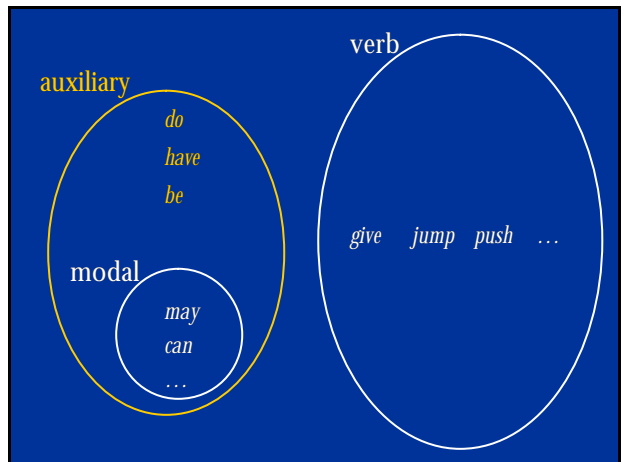 verb
auxiliary
do
have
be
give jump push ...
modal
may
can
...